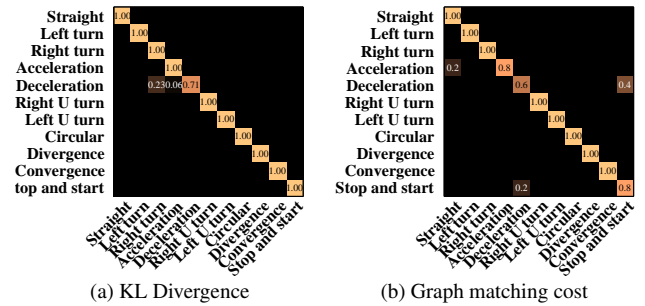 Straight
Left turn
Right turn
Acceleration
Deceleration
Right U turn
Left U turn
Circular
Divergence
Convergence
top and start
1.00
1.00
1.00
1.00
0.23 0.06 0.71
1.00
1.00
1.00
1.00
1.00
1.00
Straight
Left turn
Right turn
Acceleration
Deceleration
Right U turn
Left U turn
Circular
Divergence
Convergence
Stop and start
(a) KL Divergence
Straight
Left turn
Right turn
Acceleration
Deceleration
Right U turn
Left U turn
Circular
Divergence
Convergence
Stop and start
1.00
1.00
1.00
0.2 0.8
0.6 0.4
1.00
1.00
1.00
1.00
1.00
0.2 0.8
Straight
Left turn
Right turn
Acceleration
Deceleration
Right U turn
Left U turn
Circular
Divergence
Convergence
Stop and start
(b) Graph matching cost